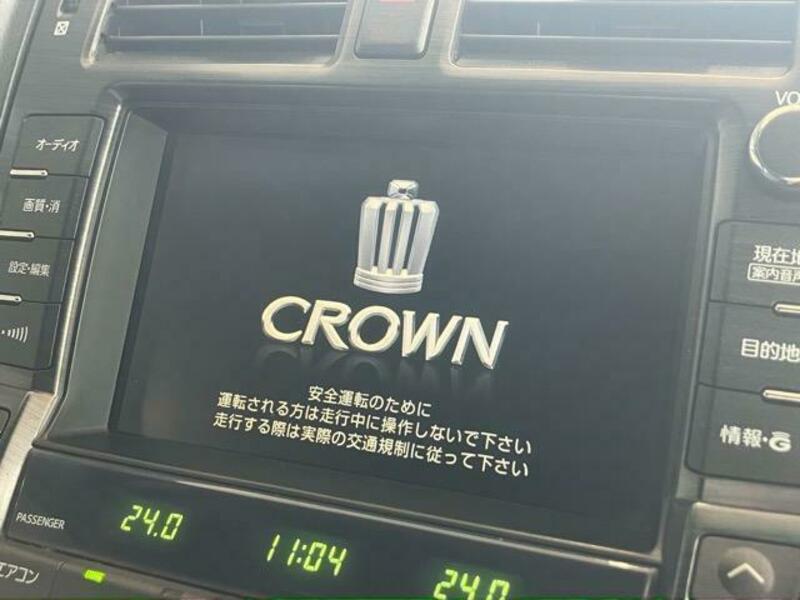 オーディオ
画質・消
設定・編集
CROWN
安全運転のために
運転される方は走行中に操作しないで下さい
走行する際は実際の交通規制に従って下さい
VO
現在地
案内音声
目的地
情報・G
PASSENGER
24.0
11:04
24.0
エアコン